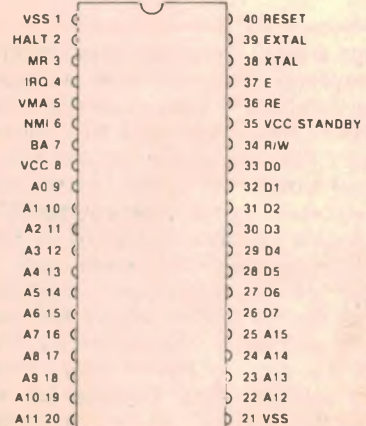 VSS 1
HALT 2
MR 3
IRQ 4
VMA 5
NMI 6
BA 7
VCC 8
A0 9
A1 10
A2 11
A3 12
A4 13
A5 14
A6 15
A7 16
A8 17
A9 18
A10 19
A11 20
40 RESET
39 EXTAL
38 XTAL
37 E
36 RE
35 VCC STANDBY
34 R/W
33 D0
32 D1
31 D2
30 D3
29 D4
28 D5
27 D6
26 D7
25 A15
24 A14
23 A13
22 A12
21 VSS